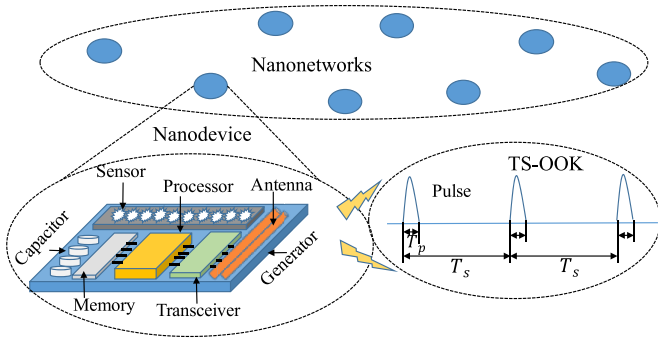 Nanonetworks
Nanodevice
TS-OOK
Sensor
Processor
Antenna
Pulse
Capacitor
T_p
Generator
T_s
T_s
Memory
Transceiver